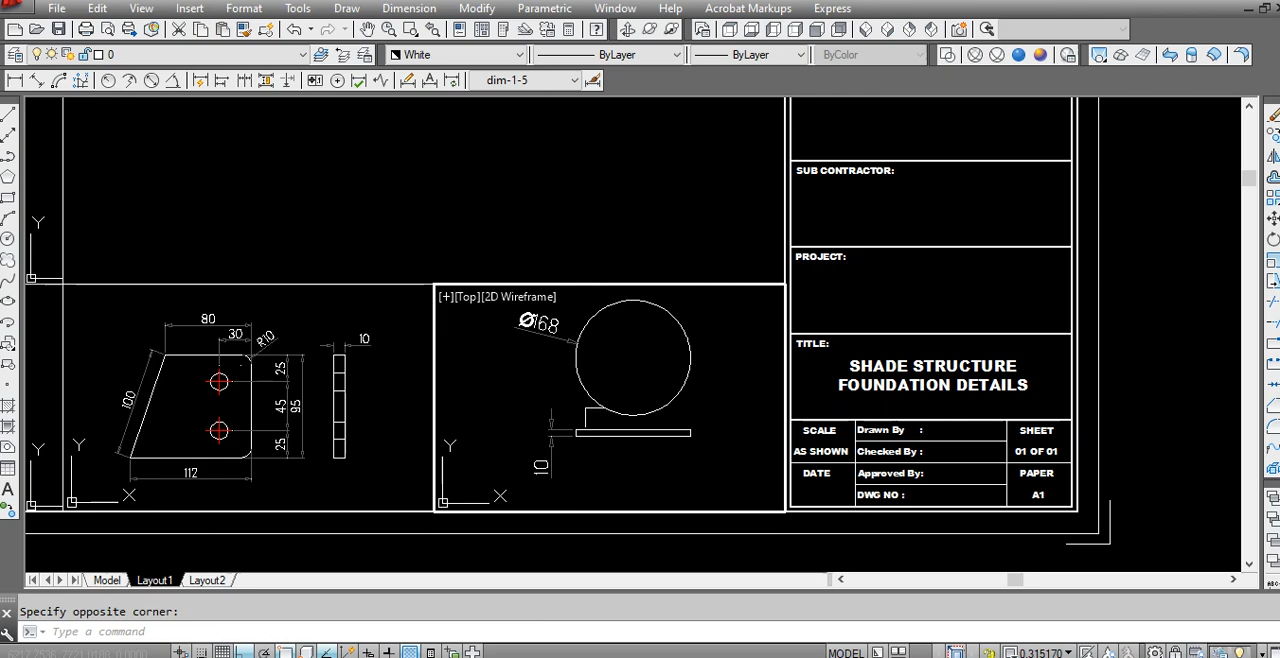 File Edit View Insert Format Tools Draw Dimension Modify Parametric Window Help Acrobat Markups Express
0 White ByLayer ByLayer ByColor
dim-1-5
SUB CONTRACTOR:
PROJECT:
TITLE:
SHADE STRUCTURE
FOUNDATION DETAILS
SCALE Drawn By : SHEET
AS SHOWN Checked By : 01 OF 01
DATE Approved By: PAPER
DWG NO : A1
Y
80
30
R10
10
100
25
45
95
25
112
Y
Y
X
[+][Top][2D Wireframe]
Ø168
10
Y
X
Model Layout1 Layout2
Specify opposite corner:
Type a command
MODEL 0.315170